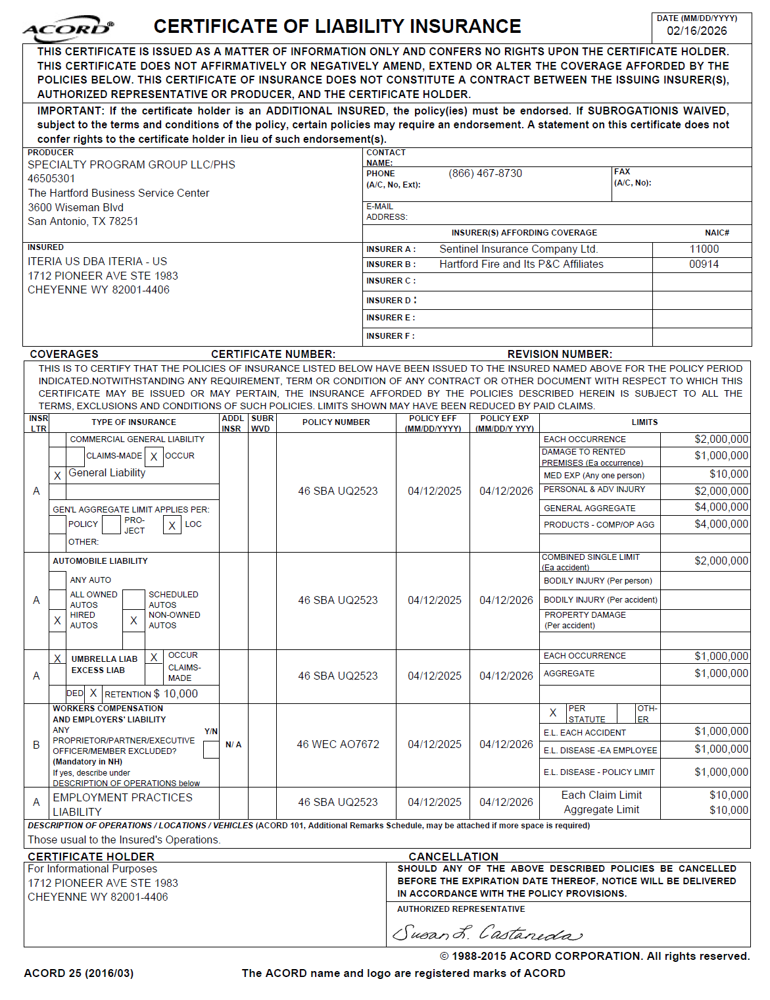 ACORD®
CERTIFICATE OF LIABILITY INSURANCE
DATE (MM/DD/YYYY)
02/16/2026
THIS CERTIFICATE IS ISSUED AS A MATTER OF INFORMATION ONLY AND CONFERS NO RIGHTS UPON THE CERTIFICATE HOLDER.
THIS CERTIFICATE DOES NOT AFFIRMATIVELY OR NEGATIVELY AMEND, EXTEND OR ALTER THE COVERAGE AFFORDED BY THE
POLICIES BELOW. THIS CERTIFICATE OF INSURANCE DOES NOT CONSTITUTE A CONTRACT BETWEEN THE ISSUING INSURER(S),
AUTHORIZED REPRESENTATIVE OR PRODUCER, AND THE CERTIFICATE HOLDER.
IMPORTANT: If the certificate holder is an ADDITIONAL INSURED, the policy(ies) must be endorsed. If SUBROGATIONIS WAIVED,
subject to the terms and conditions of the policy, certain policies may require an endorsement. A statement on this certificate does not
confer rights to the certificate holder in lieu of such endorsement(s).
PRODUCER
SPECIALTY PROGRAM GROUP LLC/PHS
46505301
The Hartford Business Service Center
3600 Wiseman Blvd
San Antonio, TX 78251
CONTACT
NAME:
PHONE (866) 467-8730
(A/C, No, Ext):
FAX
(A/C, No):
E-MAIL
ADDRESS:
INSURER(S) AFFORDING COVERAGE NAIC#
INSURED
ITERIA US DBA ITERIA - US
1712 PIONEER AVE STE 1983
CHEYENNE WY 82001-4406
INSURER A : Sentinel Insurance Company Ltd. 11000
INSURER B : Hartford Fire and Its P&C Affiliates 00914
INSURER C :
INSURER D :
INSURER E :
INSURER F :
COVERAGES CERTIFICATE NUMBER: REVISION NUMBER:
THIS IS TO CERTIFY THAT THE POLICIES OF INSURANCE LISTED BELOW HAVE BEEN ISSUED TO THE INSURED NAMED ABOVE FOR THE POLICY PERIOD
INDICATED.NOTWITHSTANDING ANY REQUIREMENT, TERM OR CONDITION OF ANY CONTRACT OR OTHER DOCUMENT WITH RESPECT TO WHICH THIS
CERTIFICATE MAY BE ISSUED OR MAY PERTAIN, THE INSURANCE AFFORDED BY THE POLICIES DESCRIBED HEREIN IS SUBJECT TO ALL THE
TERMS, EXCLUSIONS AND CONDITIONS OF SUCH POLICIES. LIMITS SHOWN MAY HAVE BEEN REDUCED BY PAID CLAIMS.
INSR
LTR
TYPE OF INSURANCE
ADDL
INSR
SUBR
WVD
POLICY NUMBER
POLICY EFF
(MM/DD/YYYY)
POLICY EXP
(MM/DD/Y YYY)
LIMITS
A
COMMERCIAL GENERAL LIABILITY
CLAIMS-MADE X OCCUR
X General Liability
GEN'L AGGREGATE LIMIT APPLIES PER:
POLICY
PRO-
JECT
X LOC
OTHER:
46 SBA UQ2523 04/12/2025 04/12/2026
EACH OCCURRENCE $2,000,000
DAMAGE TO RENTED
PREMISES (Ea occurrence) $1,000,000
MED EXP (Any one person) $10,000
PERSONAL & ADV INJURY $2,000,000
GENERAL AGGREGATE $4,000,000
PRODUCTS - COMP/OP AGG $4,000,000
A
AUTOMOBILE LIABILITY
ANY AUTO
ALL OWNED
AUTOS
SCHEDULED
AUTOS
X HIRED
AUTOS
X NON-OWNED
AUTOS
46 SBA UQ2523 04/12/2025 04/12/2026
COMBINED SINGLE LIMIT
(Ea accident) $2,000,000
BODILY INJURY (Per person)
BODILY INJURY (Per accident)
PROPERTY DAMAGE
(Per accident)
A
X UMBRELLA LIAB
EXCESS LIAB
X OCCUR
CLAIMS-
MADE
DED X RETENTION $ 10,000
46 SBA UQ2523 04/12/2025 04/12/2026
EACH OCCURRENCE $1,000,000
AGGREGATE $1,000,000
B
WORKERS COMPENSATION
AND EMPLOYERS' LIABILITY
ANY Y/N
PROPRIETOR/PARTNER/EXECUTIVE
OFFICER/MEMBER EXCLUDED?
(Mandatory in NH)
If yes, describe under
DESCRIPTION OF OPERATIONS below
N/ A
46 WEC AO7672 04/12/2025 04/12/2026
X PER
STATUTE
OTH-
ER
E.L. EACH ACCIDENT $1,000,000
E.L. DISEASE -EA EMPLOYEE $1,000,000
E.L. DISEASE - POLICY LIMIT $1,000,000
A
EMPLOYMENT PRACTICES
LIABILITY
46 SBA UQ2523 04/12/2025 04/12/2026
Each Claim Limit $10,000
Aggregate Limit $10,000
DESCRIPTION OF OPERATIONS / LOCATIONS / VEHICLES (ACORD 101, Additional Remarks Schedule, may be attached if more space is required)
Those usual to the Insured's Operations.
CERTIFICATE HOLDER
For Informational Purposes
1712 PIONEER AVE STE 1983
CHEYENNE WY 82001-4406
CANCELLATION
SHOULD ANY OF THE ABOVE DESCRIBED POLICIES BE CANCELLED
BEFORE THE EXPIRATION DATE THEREOF, NOTICE WILL BE DELIVERED
IN ACCORDANCE WITH THE POLICY PROVISIONS.
AUTHORIZED REPRESENTATIVE
Susan L. Castaneda
© 1988-2015 ACORD CORPORATION. All rights reserved.
ACORD 25 (2016/03) The ACORD name and logo are registered marks of ACORD